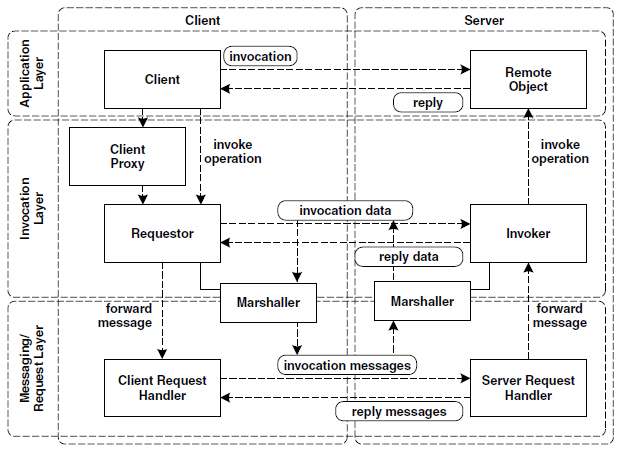 Client
Server
Application
Layer
Client
invocation
reply
Remote
Object
Invocation
Layer
Client
Proxy
invoke
operation
invoke
operation
Requestor
invocation data
reply data
Invoker
Marshaller
Marshaller
Messaging/
Request Layer
forward
message
forward
message
invocation messages
Client Request
Handler
reply messages
Server Request
Handler